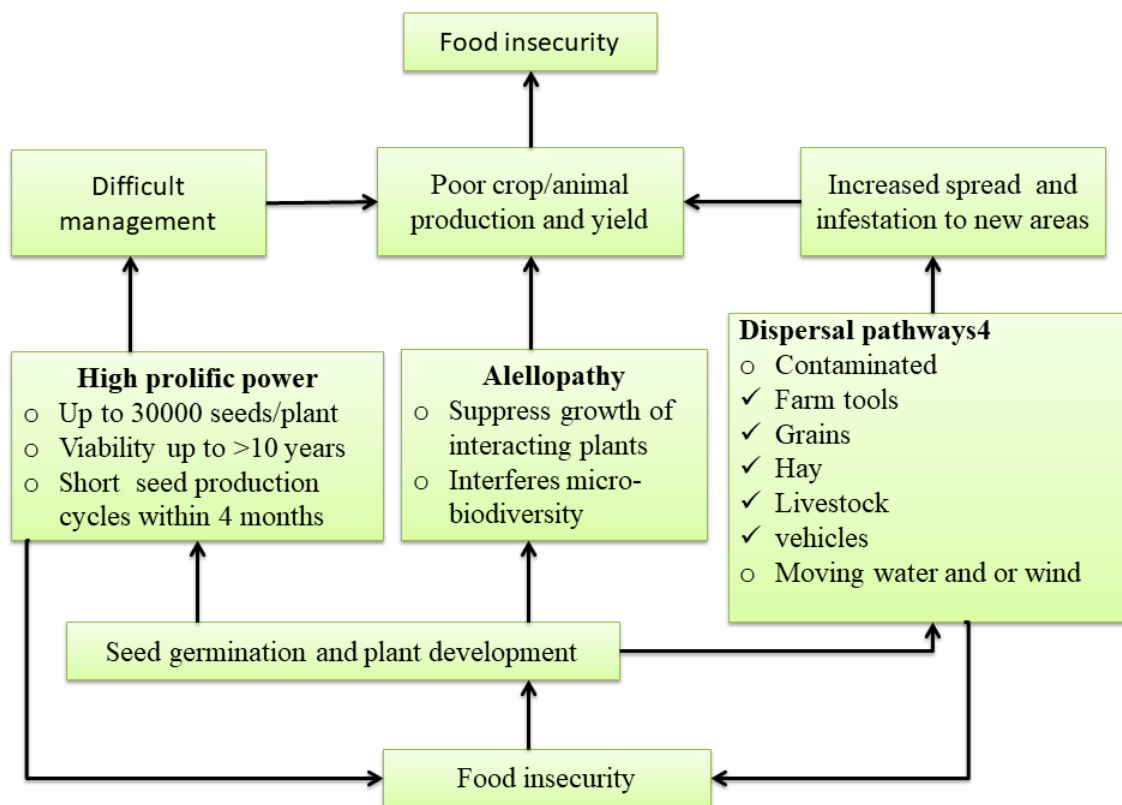 Food insecurity
Difficult
management
Poor crop/animal
production and yield
Increased spread and
infestation to new areas
High prolific power
o Up to 30000 seeds/plant
o Viability up to >10 years
o Short seed production
cycles within 4 months
Alellopathy
o Suppress growth of
interacting plants
o Interferes micro-
biodiversity
Dispersal pathways4
o Contaminated
✓ Farm tools
✓ Grains
✓ Hay
✓ Livestock
✓ vehicles
o Moving water and or wind
Seed germination and plant development
Food insecurity